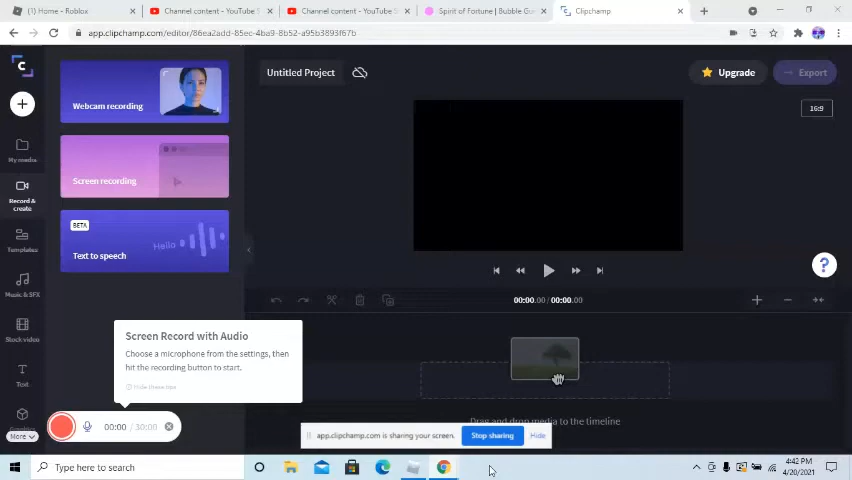 (1) Home - Roblox
Channel content - YouTube
Channel content - YouTube
Spirit of Fortune | Bubble Gu
Clipchamp
app.clipchamp.com/editor/86ea2add-85ec-4ba9-8b52-a95b3893f67b
C
Webcam recording
Untitled Project
Upgrade
Export
16:9
My media
Screen recording
Record &
create
BETA
Hello
Text to speech
Templates
?
Music & SFX
00:00.00 / 00:00.00
Stock video
Screen Record with Audio
Choose a microphone from the settings, then
hit the recording button to start.
Hide these tips
Text
Graphics
More
00:00 / 30:00
Drag and drop media to the timeline
app.clipchamp.com is sharing your screen.
Stop sharing
Hide
Type here to search
4:42 PM
4/20/2021